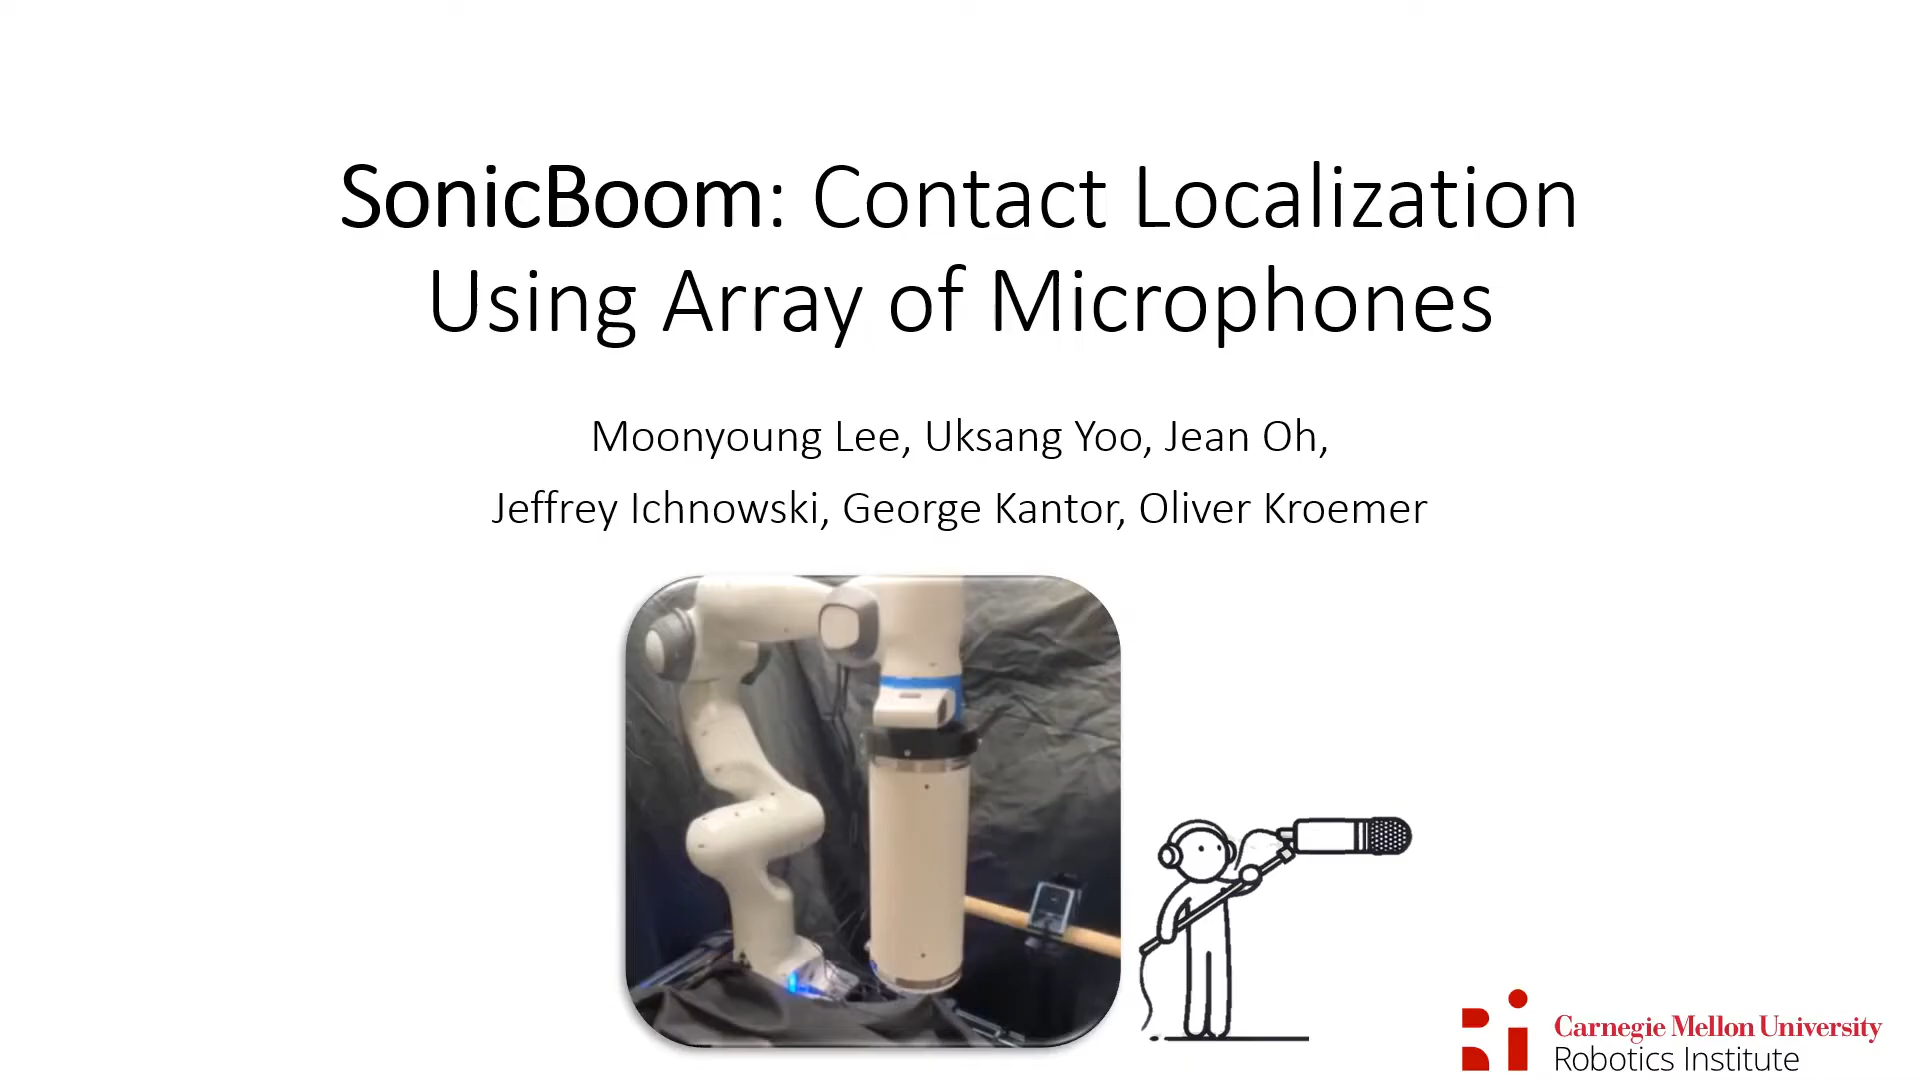 SonicBoom: Contact Localization
Using Array of Microphones
Moonyoung Lee, Uksang Yoo, Jean Oh,
Jeffrey Ichnowski, George Kantor, Oliver Kroemer
Carnegie Mellon University
Robotics Institute